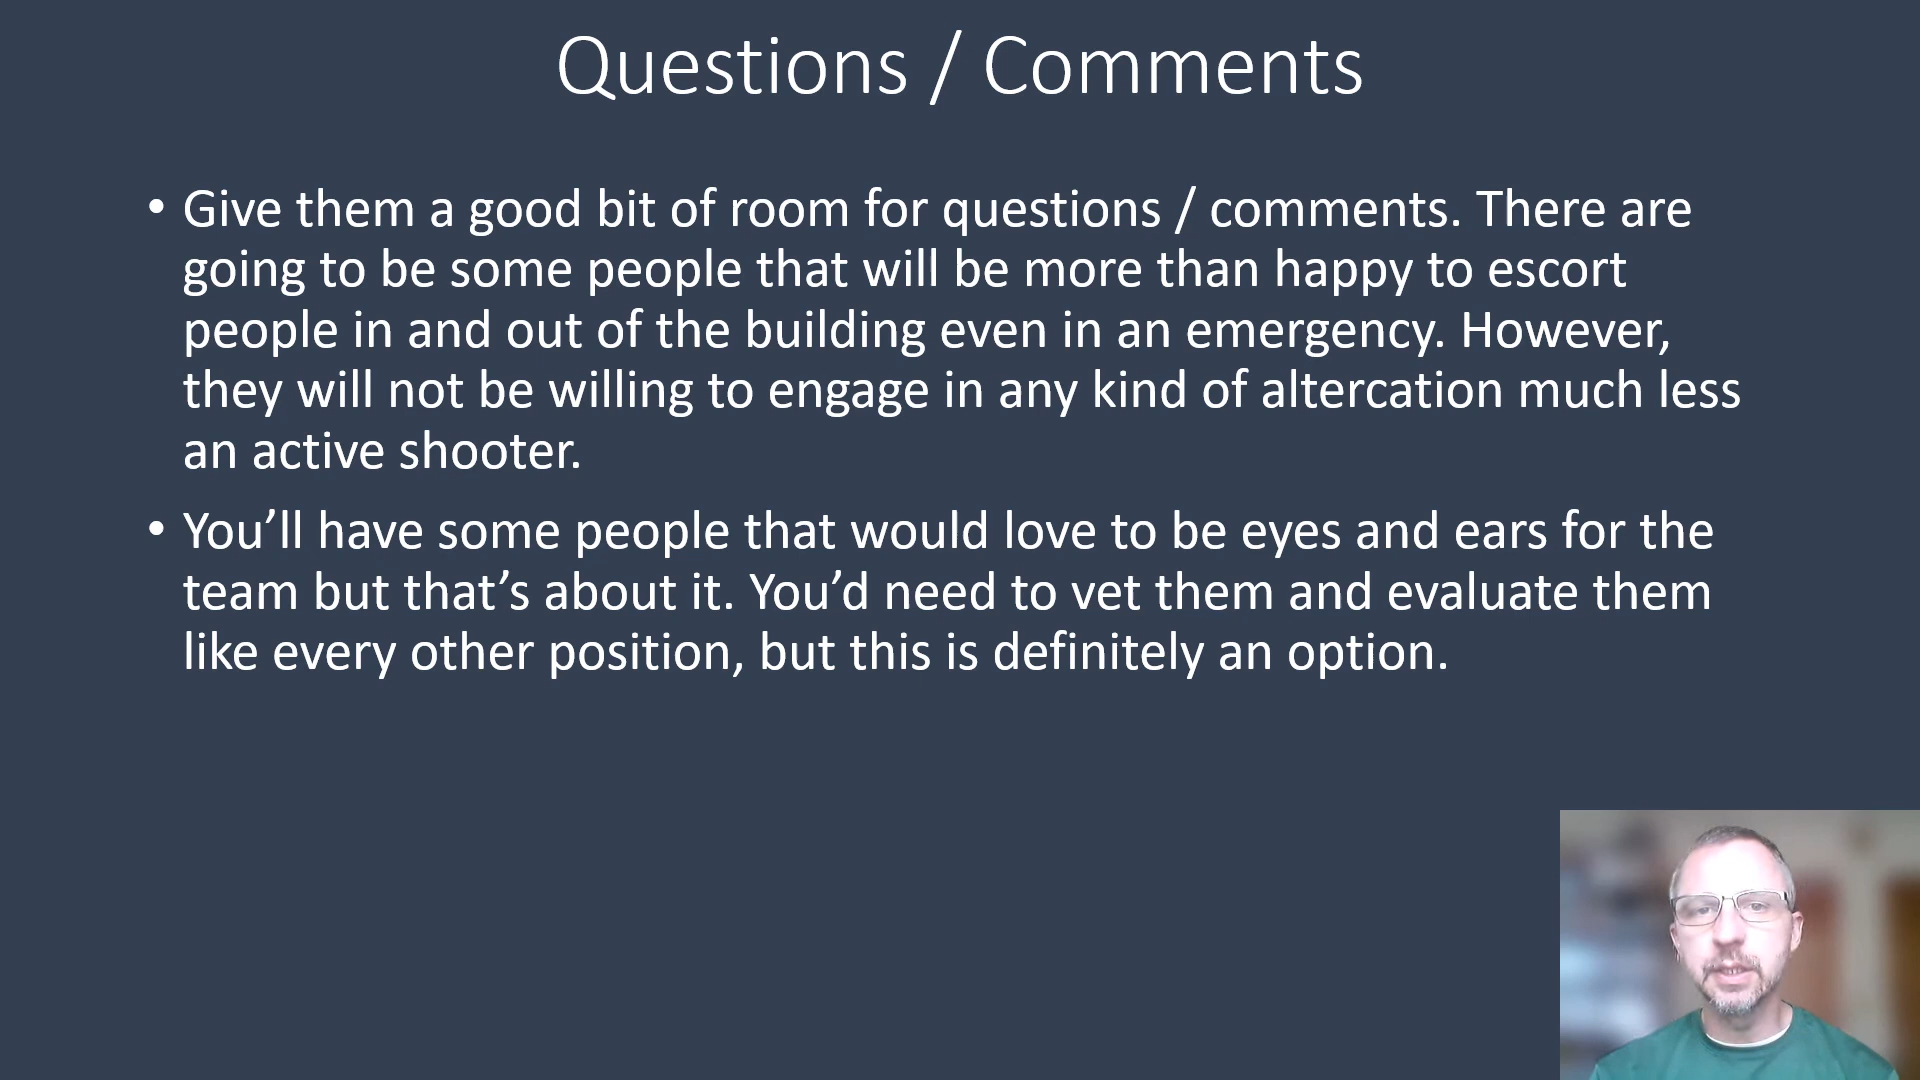 Questions / Comments
• Give them a good bit of room for questions / comments. There are
going to be some people that will be more than happy to escort
people in and out of the building even in an emergency. However,
they will not be willing to engage in any kind of altercation much less
an active shooter.
• You’ll have some people that would love to be eyes and ears for the
team but that’s about it. You’d need to vet them and evaluate them
like every other position, but this is definitely an option.